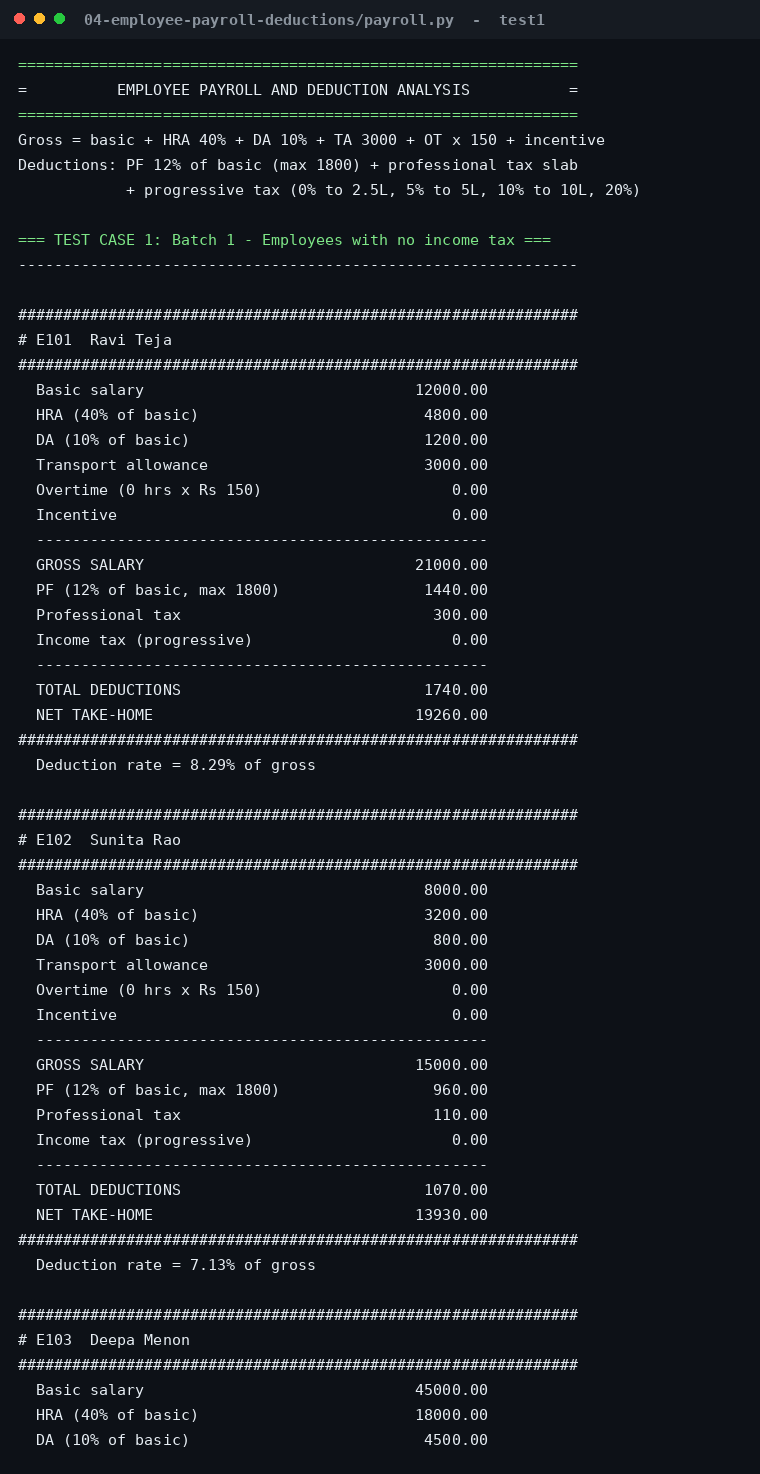 04-employee-payroll-deductions/payroll.py  -  test1
==============================================================
=          EMPLOYEE PAYROLL AND DEDUCTION ANALYSIS           =
==============================================================
Gross = basic + HRA 40% + DA 10% + TA 3000 + OT x 150 + incentive
Deductions: PF 12% of basic (max 1800) + professional tax slab
            + progressive tax (0% to 2.5L, 5% to 5L, 10% to 10L, 20%)

=== TEST CASE 1: Batch 1 - Employees with no income tax ===
--------------------------------------------------------------

##############################################################
# E101  Ravi Teja
##############################################################
  Basic salary                              12000.00
  HRA (40% of basic)                         4800.00
  DA (10% of basic)                          1200.00
  Transport allowance                        3000.00
  Overtime (0 hrs x Rs 150)                     0.00
  Incentive                                     0.00
  --------------------------------------------------
  GROSS SALARY                              21000.00
  PF (12% of basic, max 1800)                1440.00
  Professional tax                            300.00
  Income tax (progressive)                      0.00
  --------------------------------------------------
  TOTAL DEDUCTIONS                           1740.00
  NET TAKE-HOME                             19260.00
##############################################################
  Deduction rate = 8.29% of gross

##############################################################
# E102  Sunita Rao
##############################################################
  Basic salary                               8000.00
  HRA (40% of basic)                         3200.00
  DA (10% of basic)                           800.00
  Transport allowance                        3000.00
  Overtime (0 hrs x Rs 150)                     0.00
  Incentive                                     0.00
  --------------------------------------------------
  GROSS SALARY                              15000.00
  PF (12% of basic, max 1800)                 960.00
  Professional tax                            110.00
  Income tax (progressive)                      0.00
  --------------------------------------------------
  TOTAL DEDUCTIONS                           1070.00
  NET TAKE-HOME                             13930.00
##############################################################
  Deduction rate = 7.13% of gross

##############################################################
# E103  Deepa Menon
##############################################################
  Basic salary                              45000.00
  HRA (40% of basic)                        18000.00
  DA (10% of basic)                          4500.00